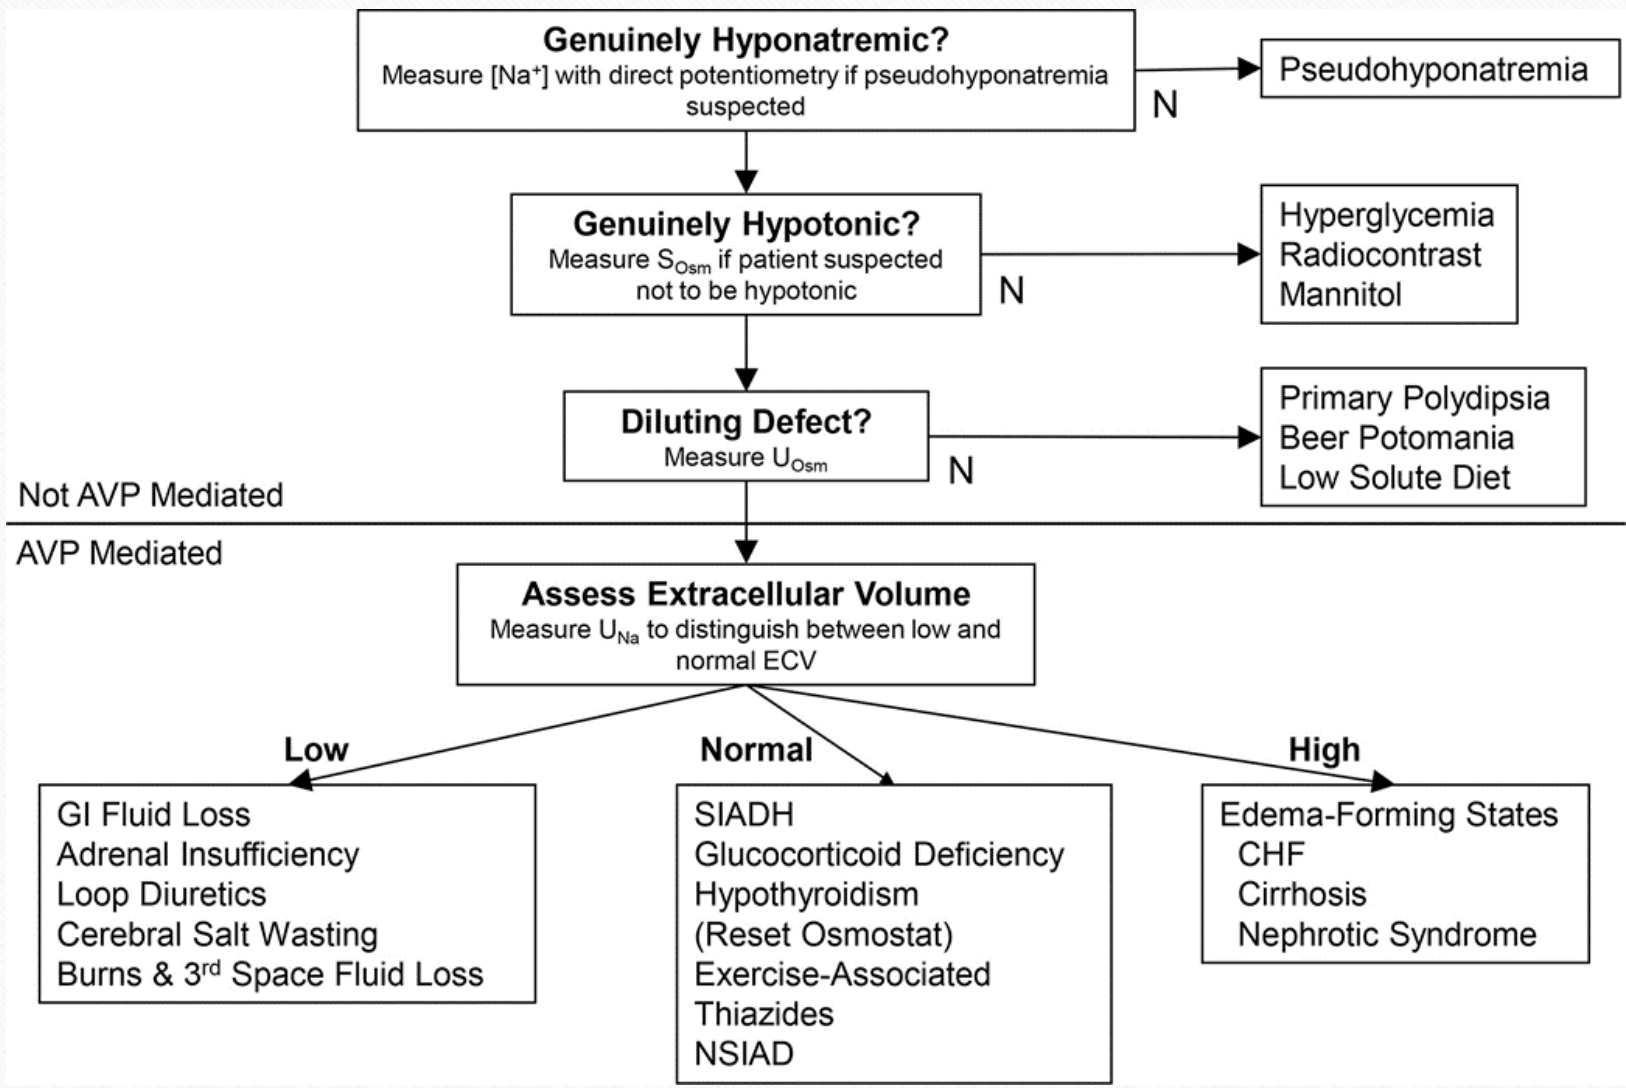 Genuinely Hyponatremic?
Measure [Na⁺] with direct potentiometry if pseudohyponatremia
suspected
N
Pseudohyponatremia
Genuinely Hypotonic?
Measure S_Osm if patient suspected
not to be hypotonic
N
Hyperglycemia
Radiocontrast
Mannitol
Diluting Defect?
Measure U_Osm
N
Primary Polydipsia
Beer Potomania
Low Solute Diet
Not AVP Mediated
AVP Mediated
Assess Extracellular Volume
Measure U_Na to distinguish between low and
normal ECV
Low
GI Fluid Loss
Adrenal Insufficiency
Loop Diuretics
Cerebral Salt Wasting
Burns & 3rd Space Fluid Loss
Normal
SIADH
Glucocorticoid Deficiency
Hypothyroidism
(Reset Osmostat)
Exercise-Associated
Thiazides
NSIAD
High
Edema-Forming States
CHF
Cirrhosis
Nephrotic Syndrome